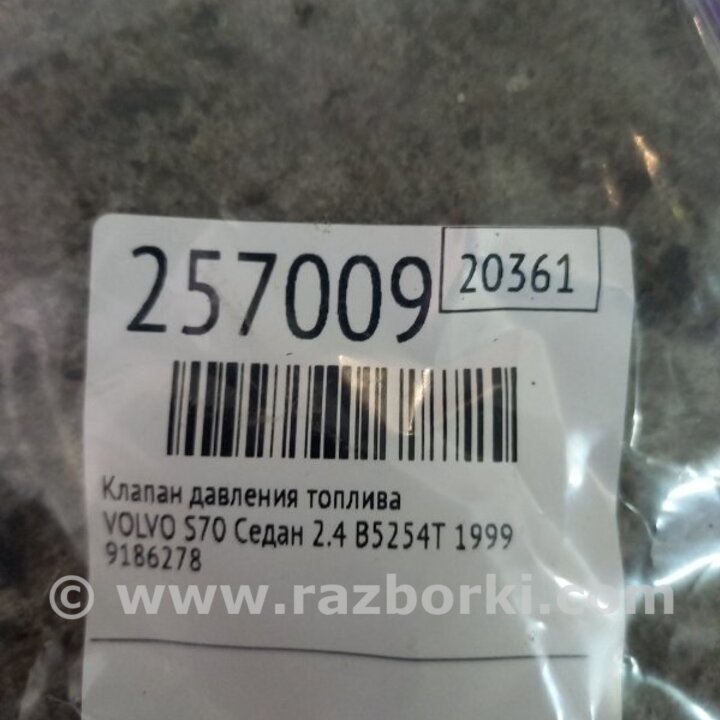 257009
20361
Клапан давления топлива
VOLVO S70 Седан 2.4 B5254T 1999
9186278
© www.razborki.com